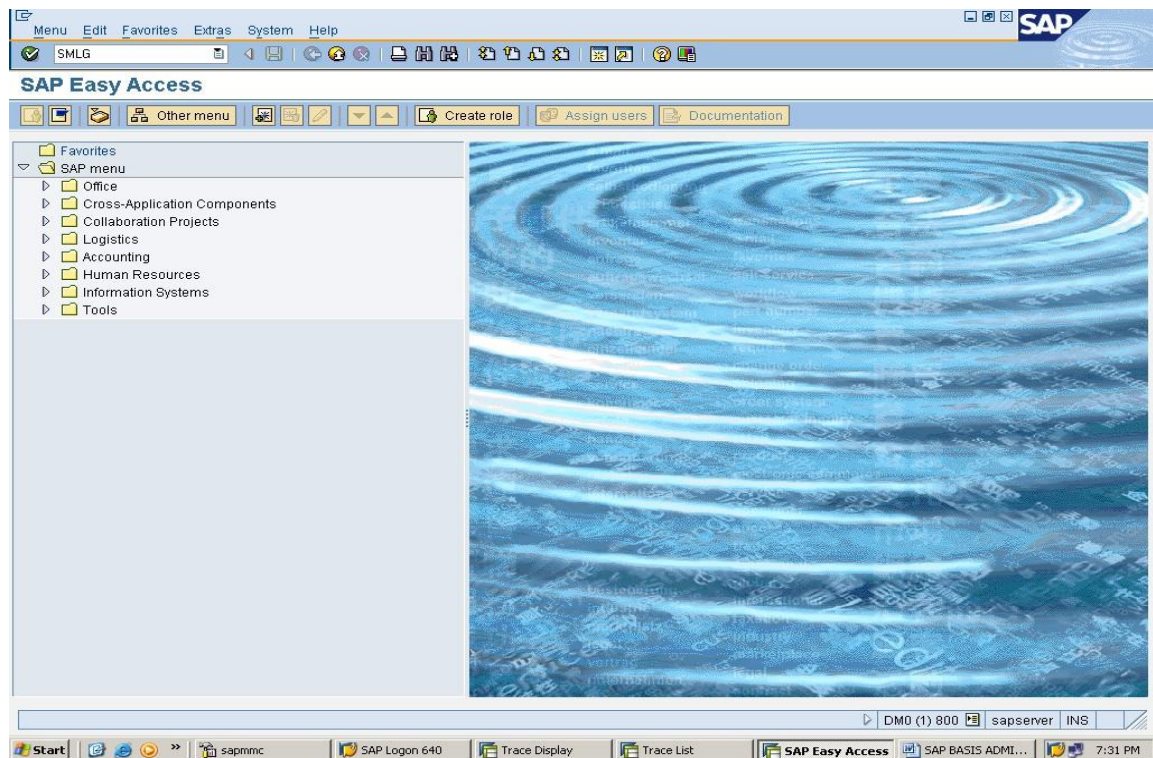 Menu Edit Favorites Extras System Help
SAP
SMLG
SAP Easy Access
Other menu Create role Assign users Documentation
Favorites
SAP menu
Office
Cross-Application Components
Collaboration Projects
Logistics
Accounting
Human Resources
Information Systems
Tools
DM0 (1) 800 sapserver INS
Start » sapmmc SAP Logon 640 Trace Display Trace List SAP Easy Access SAP BASIS ADMI... 7:31 PM